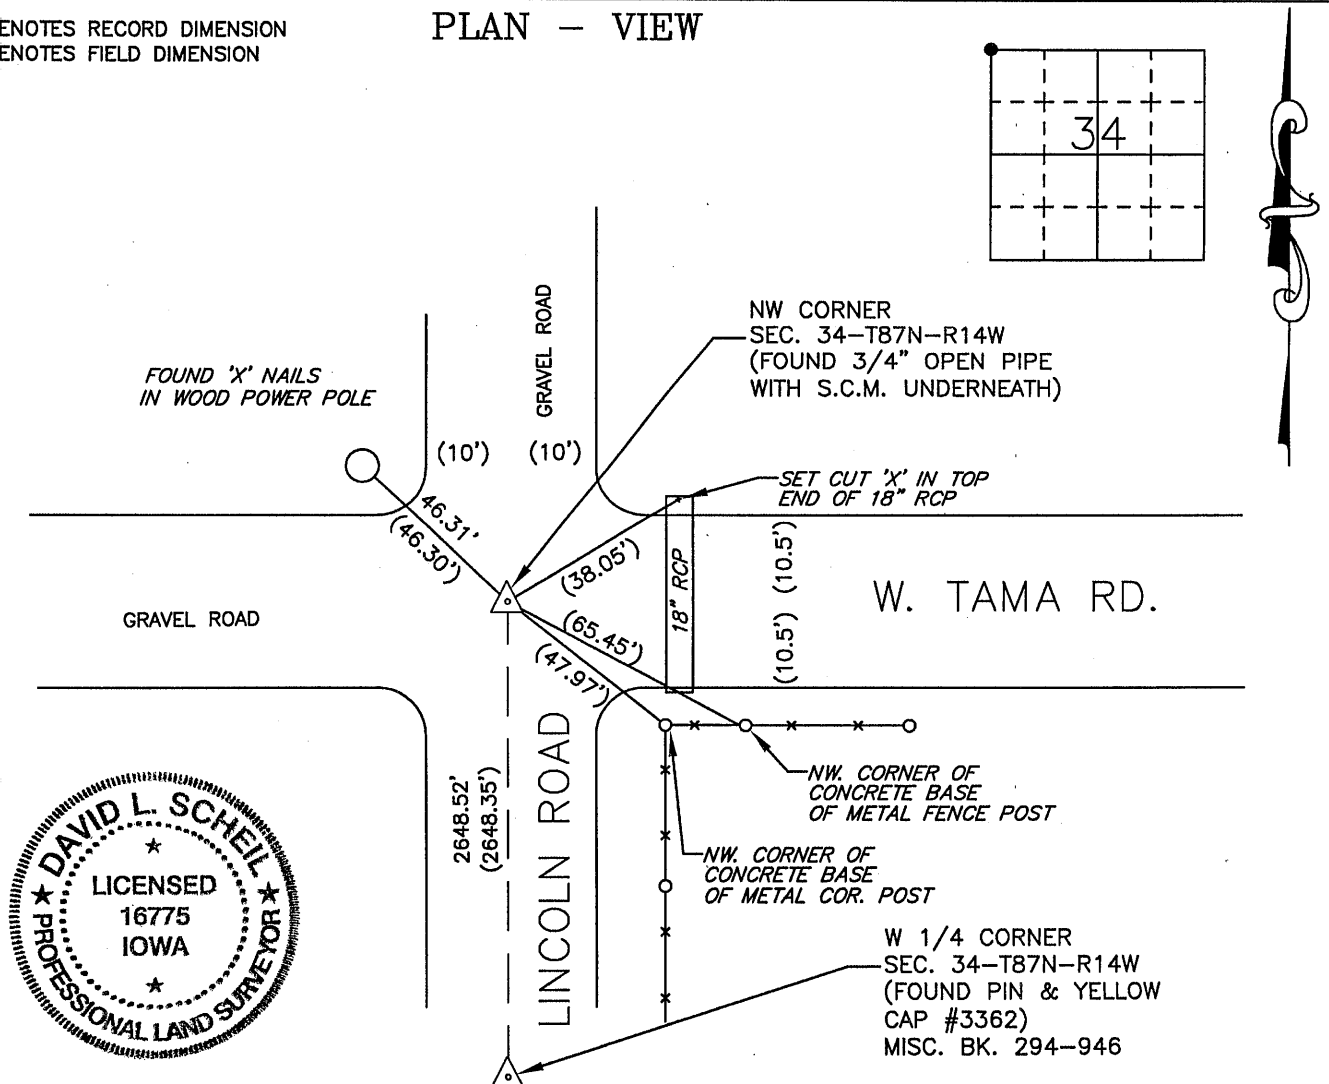 ENOTES RECORD DIMENSION
ENOTES FIELD DIMENSION
PLAN – VIEW
34
NW CORNER
SEC. 34–T87N–R14W
(FOUND 3/4" OPEN PIPE
WITH S.C.M. UNDERNEATH)
GRAVEL ROAD
FOUND 'X' NAILS
IN WOOD POWER POLE
(10')
(10')
SET CUT 'X' IN TOP
END OF 18" RCP
46.31'
(46.30')
(38.05')
18" RCP
(10.5')
(10.5')
W. TAMA RD.
GRAVEL ROAD
(65.45')
(47.97')
2648.52'
(2648.35')
LINCOLN ROAD
NW. CORNER OF
CONCRETE BASE
OF METAL FENCE POST
NW. CORNER OF
CONCRETE BASE
OF METAL COR. POST
DAVID L. SCHEIL
LICENSED
16775
IOWA
PROFESSIONAL LAND SURVEYOR
W 1/4 CORNER
SEC. 34–T87N–R14W
(FOUND PIN & YELLOW
CAP #3362)
MISC. BK. 294–946